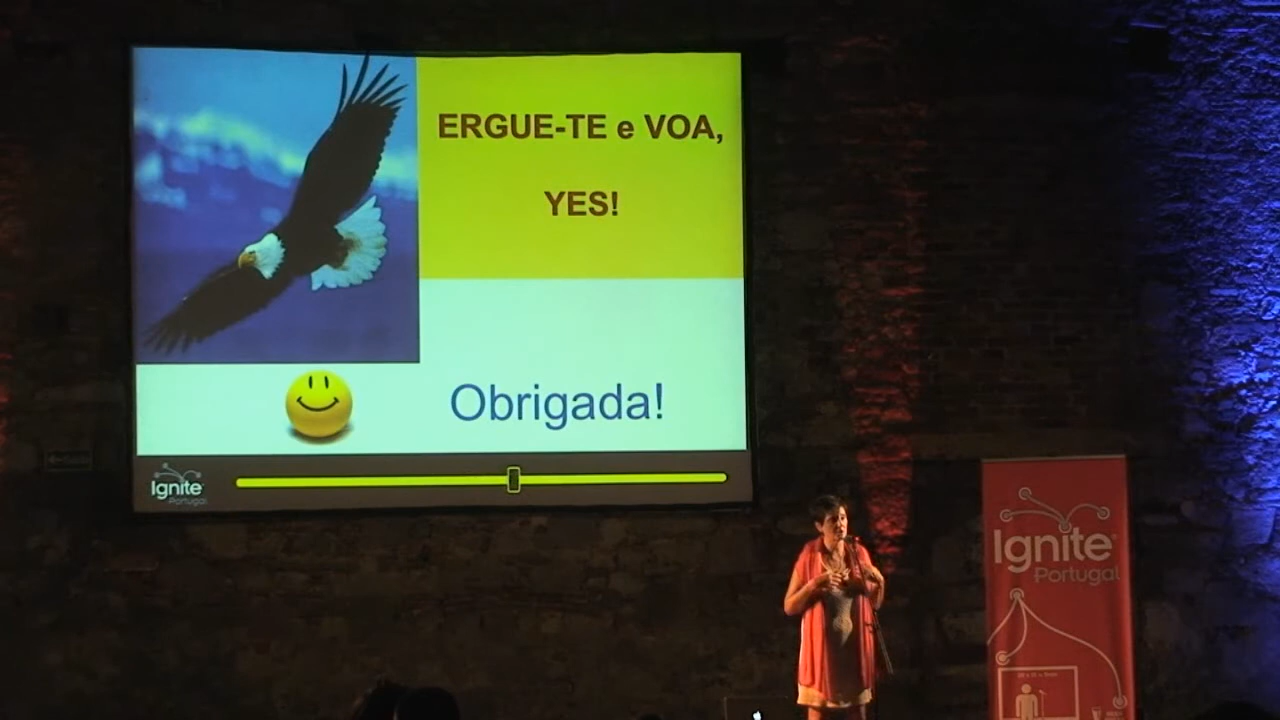 ERGUE-TE e VOA,
YES!
Obrigada!
Ignite
Portugal
Ignite
Portugal